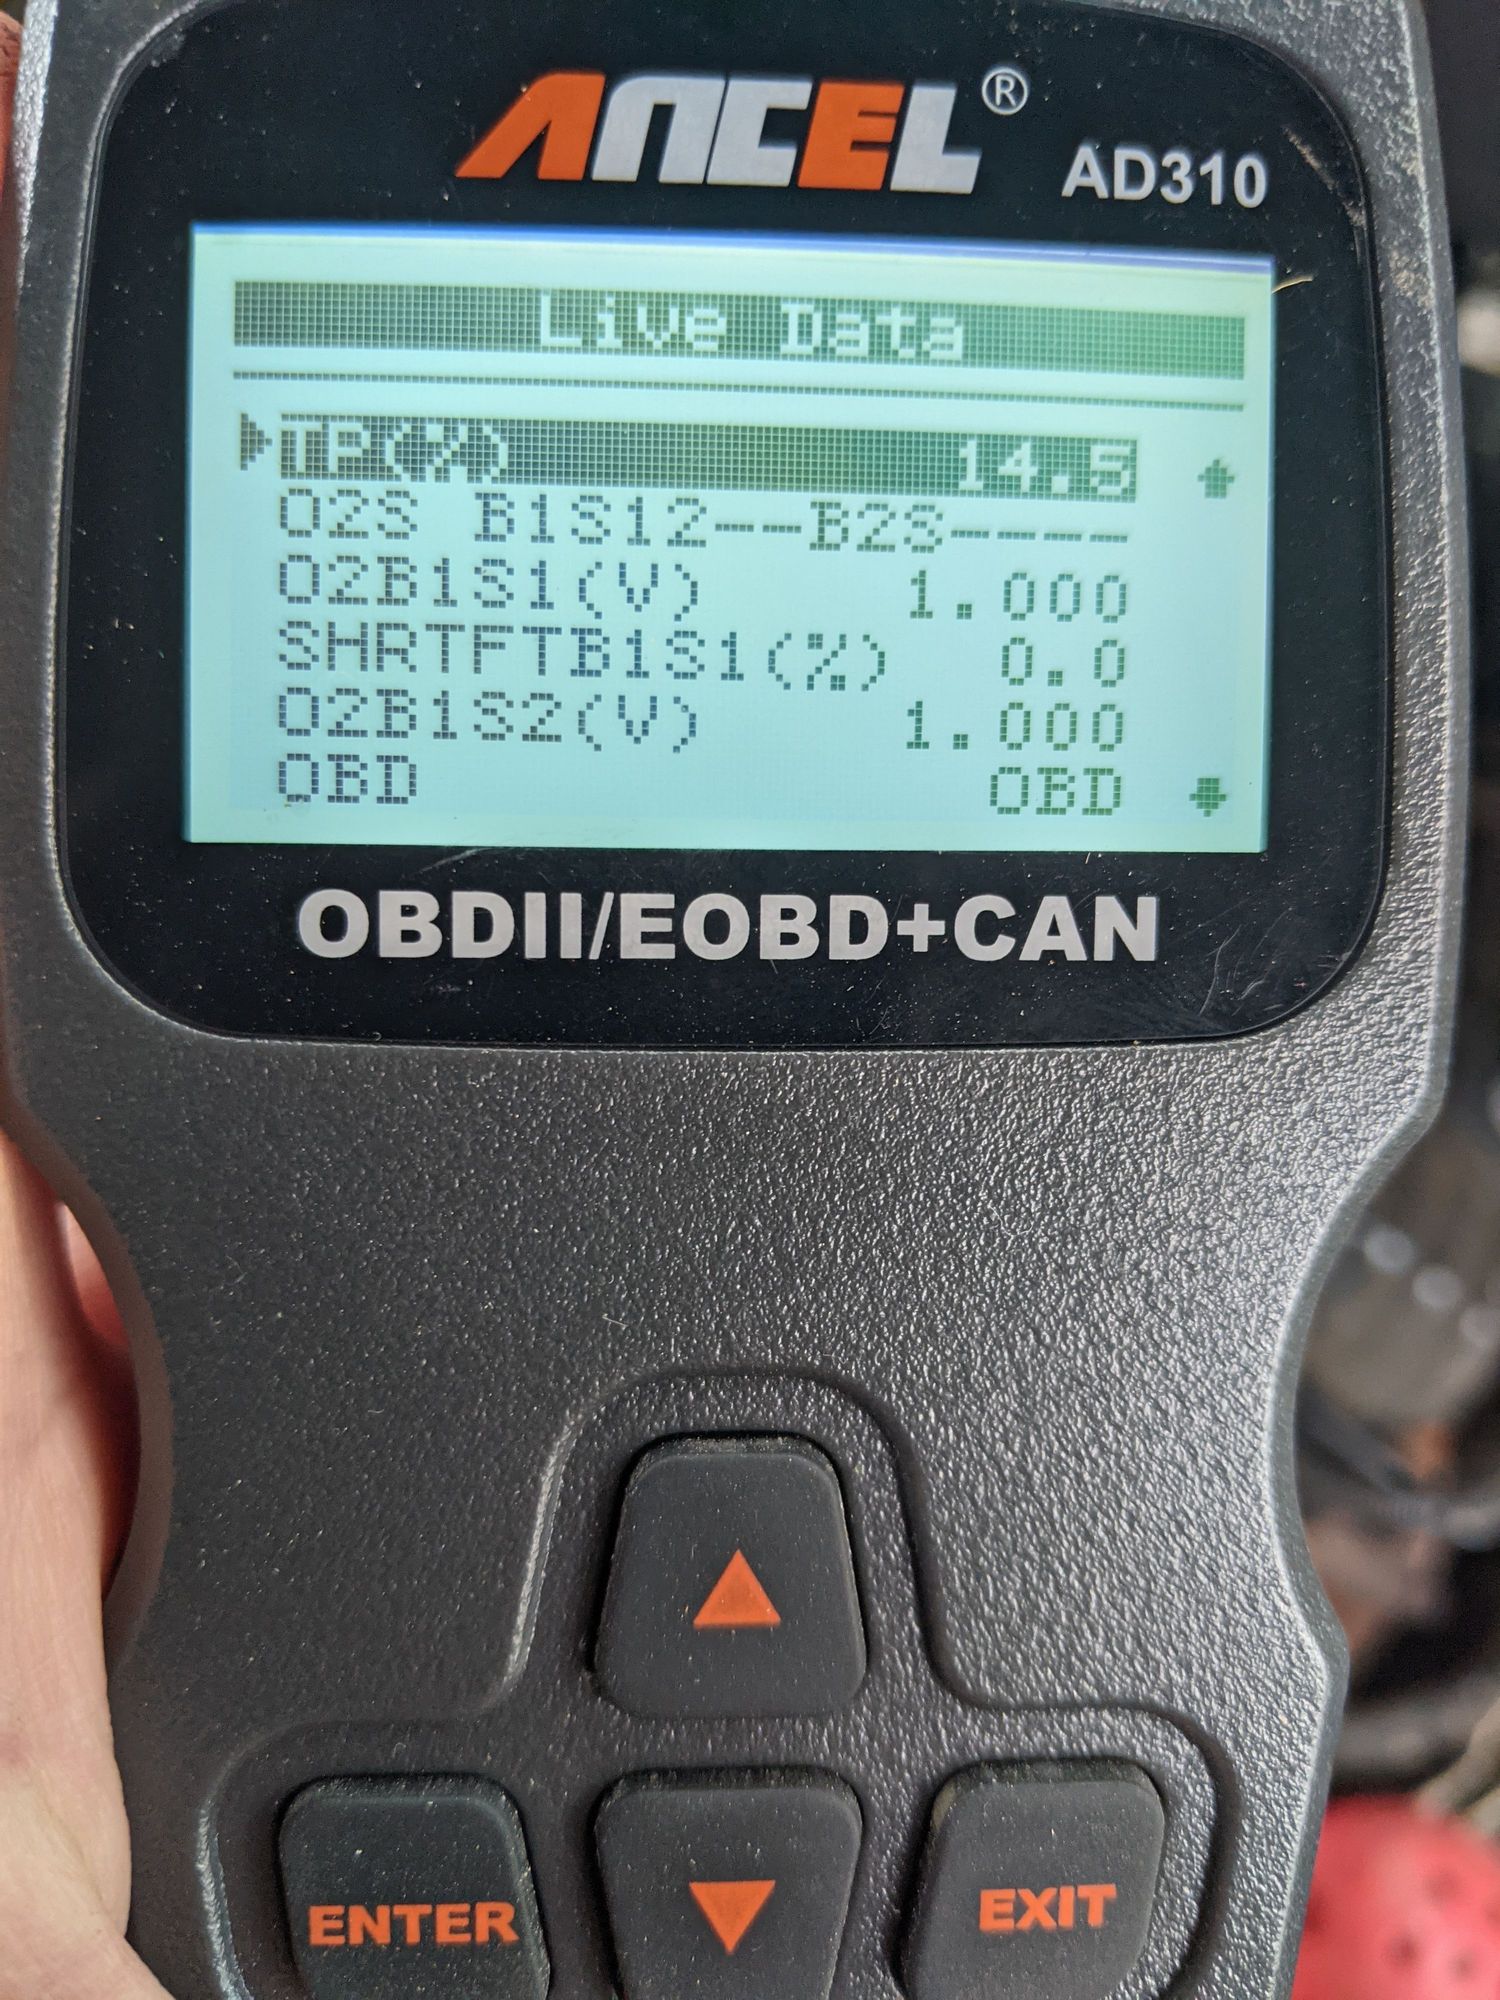 ANCEL®
AD310
Live Data
TP(%) 14.5
O2S B1S12--B2S----
O2B1S1(V) 1.000
SHRTFTB1S1(%) 0.0
O2B1S2(V) 1.000
OBD OBD
OBDII/EOBD+CAN
ENTER
EXIT